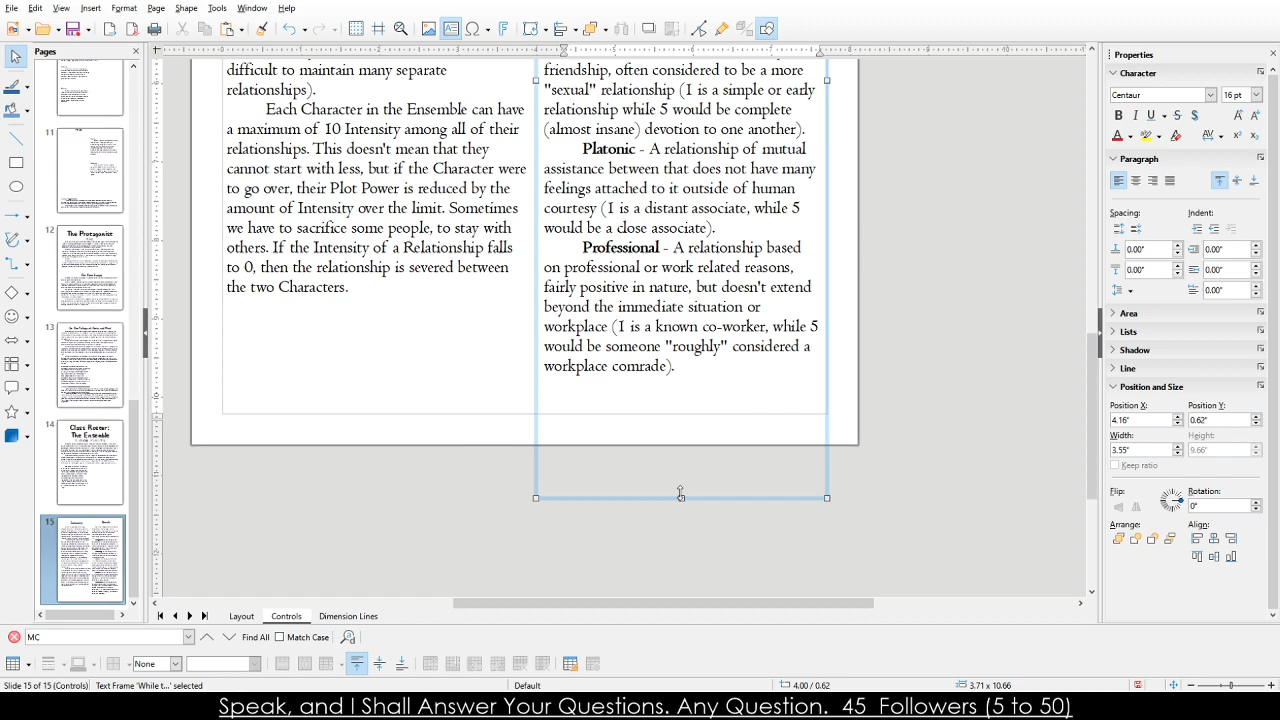 File Edit View Insert Format Page Shape Tools Window Help
Pages
11
12
The Protagonist
13
14
Class Roster:
The Ensemble
15
difficult to maintain many separate
relationships).
Each Character in the Ensemble can have
a maximum of 10 Intensity among all of their
relationships. This doesn't mean that they
cannot start with less, but if the Character were
to go over, their Plot Power is reduced by the
amount of Intensity over the limit. Sometimes
we have to sacrifice some people, to stay with
others. If the Intensity of a Relationship falls
to 0, then the relationship is severed between
the two Characters.
friendship, often considered to be a more
"sexual" relationship (1 is a simple or early
relationship while 5 would be complete
(almost insane) devotion to one another).
Platonic - A relationship of mutual
assistance between that does not have many
feelings attached to it outside of human
courtesy (1 is a distant associate, while 5
would be a close associate).
Professional - A relationship based
on professional or work related reasons,
fairly positive in nature, but doesn't extend
beyond the immediate situation or
workplace (1 is a known co-worker, while 5
would be someone "roughly" considered a
workplace comrade).
Properties
Character
Centaur 16 pt
Paragraph
Spacing: Indent:
0.00" 0.00"
0.00" 0.00"
0.00"
Area
Lists
Shadow
Line
Position and Size
Position X: Position Y:
4.16" 0.62"
Width: Height:
3.55" 9.66"
Keep ratio
Flip: Rotation:
0°
Arrange: Align:
Layout Controls Dimension Lines
MC Find All Match Case
None
Slide 15 of 15 (Controls) Text Frame 'While t...' selected Default 4.00 / 0.62 3.71 x 10.66
Speak, and I Shall Answer Your Questions. Any Question. 45 Followers (5 to 50)